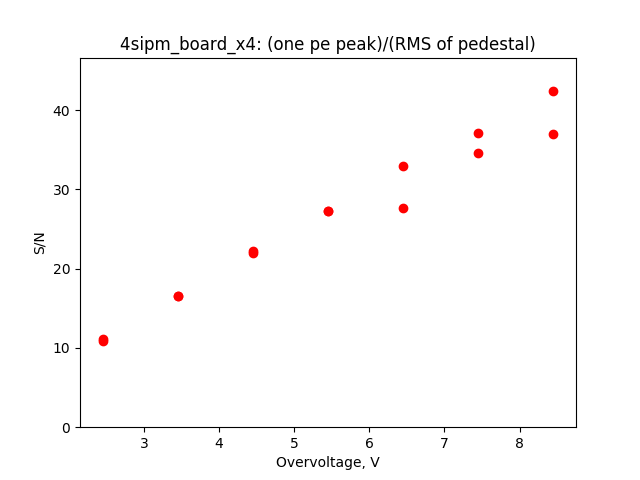 4sipm_board_x4: (one pe peak)/(RMS of pedestal)
40
30
20
10
0
S/N
3 4 5 6 7 8
Overvoltage, V